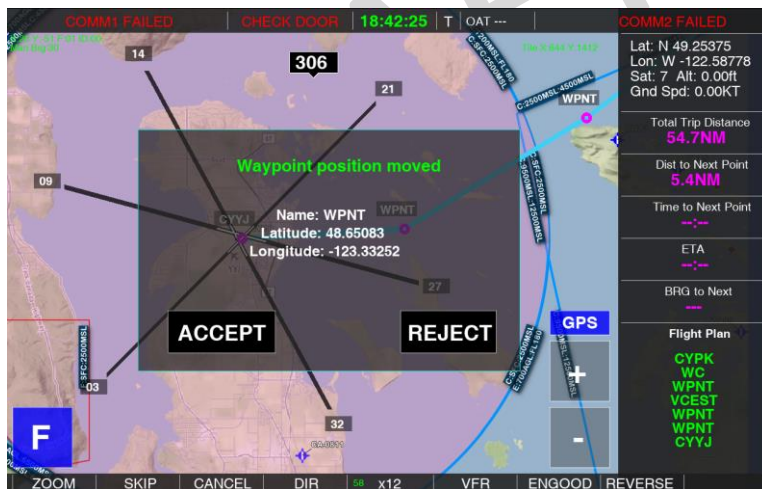 COMM1 FAILED
CHECK DOOR
18:42:25
T
OAT ---
COMM2 FAILED
306
14
21
09
27
03
32
CYYJ
WPNT
WPNT
C:2500MSL:4500MSL
Waypoint position moved
Name: WPNT
Latitude: 48.65083
Longitude: -123.33252
ACCEPT
REJECT
GPS
+
-
F
Lat: N 49.25375
Lon: W -122.58778
Sat: 7 Alt: 0.00ft
Gnd Spd: 0.00KT
Total Trip Distance
54.7NM
Dist to Next Point
5.4NM
Time to Next Point
--:--
ETA
--:--
BRG to Next
---
Flight Plan
CYPK
WC
WPNT
VCEST
WPNT
WPNT
CYYJ
ZOOM
SKIP
CANCEL
DIR
58
x12
VFR
ENGOOD
REVERSE